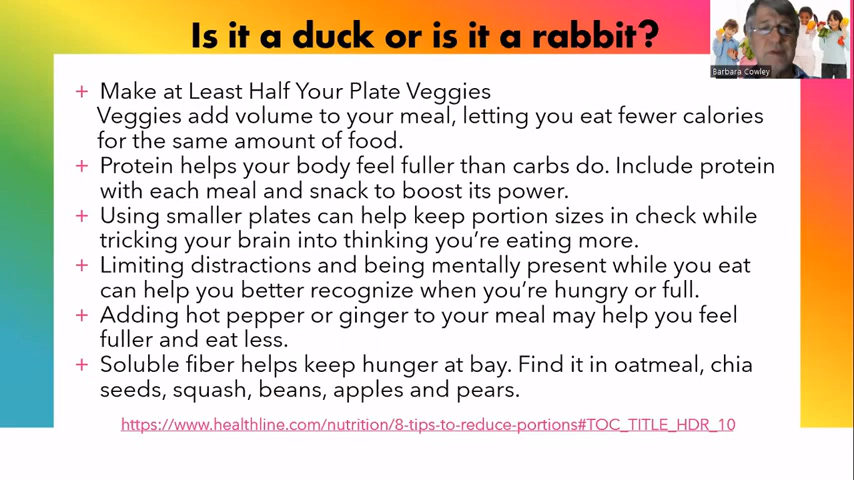 Is it a duck or is it a rabbit?
Barbara Cowley
+ Make at Least Half Your Plate Veggies
Veggies add volume to your meal, letting you eat fewer calories
for the same amount of food.
+ Protein helps your body feel fuller than carbs do. Include protein
with each meal and snack to boost its power.
+ Using smaller plates can help keep portion sizes in check while
tricking your brain into thinking you’re eating more.
+ Limiting distractions and being mentally present while you eat
can help you better recognize when you’re hungry or full.
+ Adding hot pepper or ginger to your meal may help you feel
fuller and eat less.
+ Soluble fiber helps keep hunger at bay. Find it in oatmeal, chia
seeds, squash, beans, apples and pears.
https://www.healthline.com/nutrition/8-tips-to-reduce-portions#TOC_TITLE_HDR_10